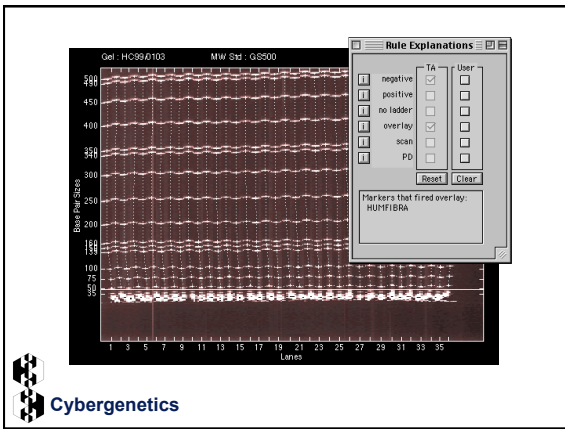 Gel : HC99/0103 MW Std : GS500
Rule Explanations
TA User
i negative
i positive
i no ladder
i overlay
i scan
i PD
Reset Clear
Markers that fired overlay:
HUMFIBRA
Base Pair Sizes
500
490
450
400
350
340
300
250
200
160
150
139
100
75
50
35
1 3 5 7 9 11 13 15 17 19 21 23 25 27 29 31 33 35
Lanes
Cybergenetics